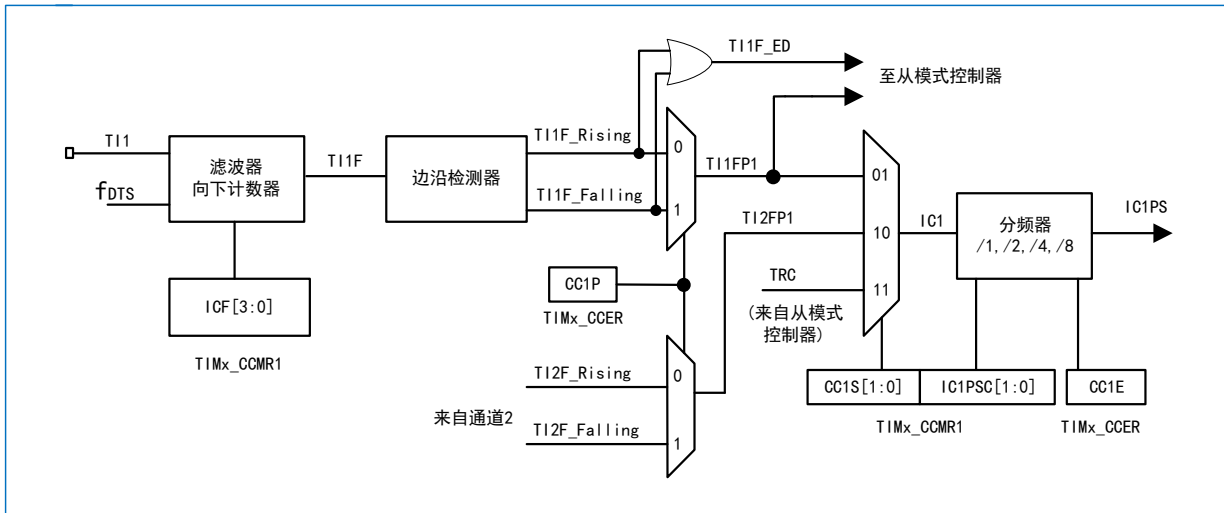 TI1F_ED
至从模式控制器
TI1
滤波器
向下计数器
fDTS
TI1F
边沿检测器
TI1F_Rising
TI1F_Falling
0
1
TI1FP1
TI2FP1
TRC
(来自从模式
控制器)
01
10
11
IC1
分频器
/1, /2, /4, /8
IC1PS
ICF[3:0]
TIMx_CCMR1
CC1P
TIMx_CCER
来自通道2
TI2F_Rising
TI2F_Falling
0
1
CC1S[1:0]
IC1PSC[1:0]
TIMx_CCMR1
CC1E
TIMx_CCER